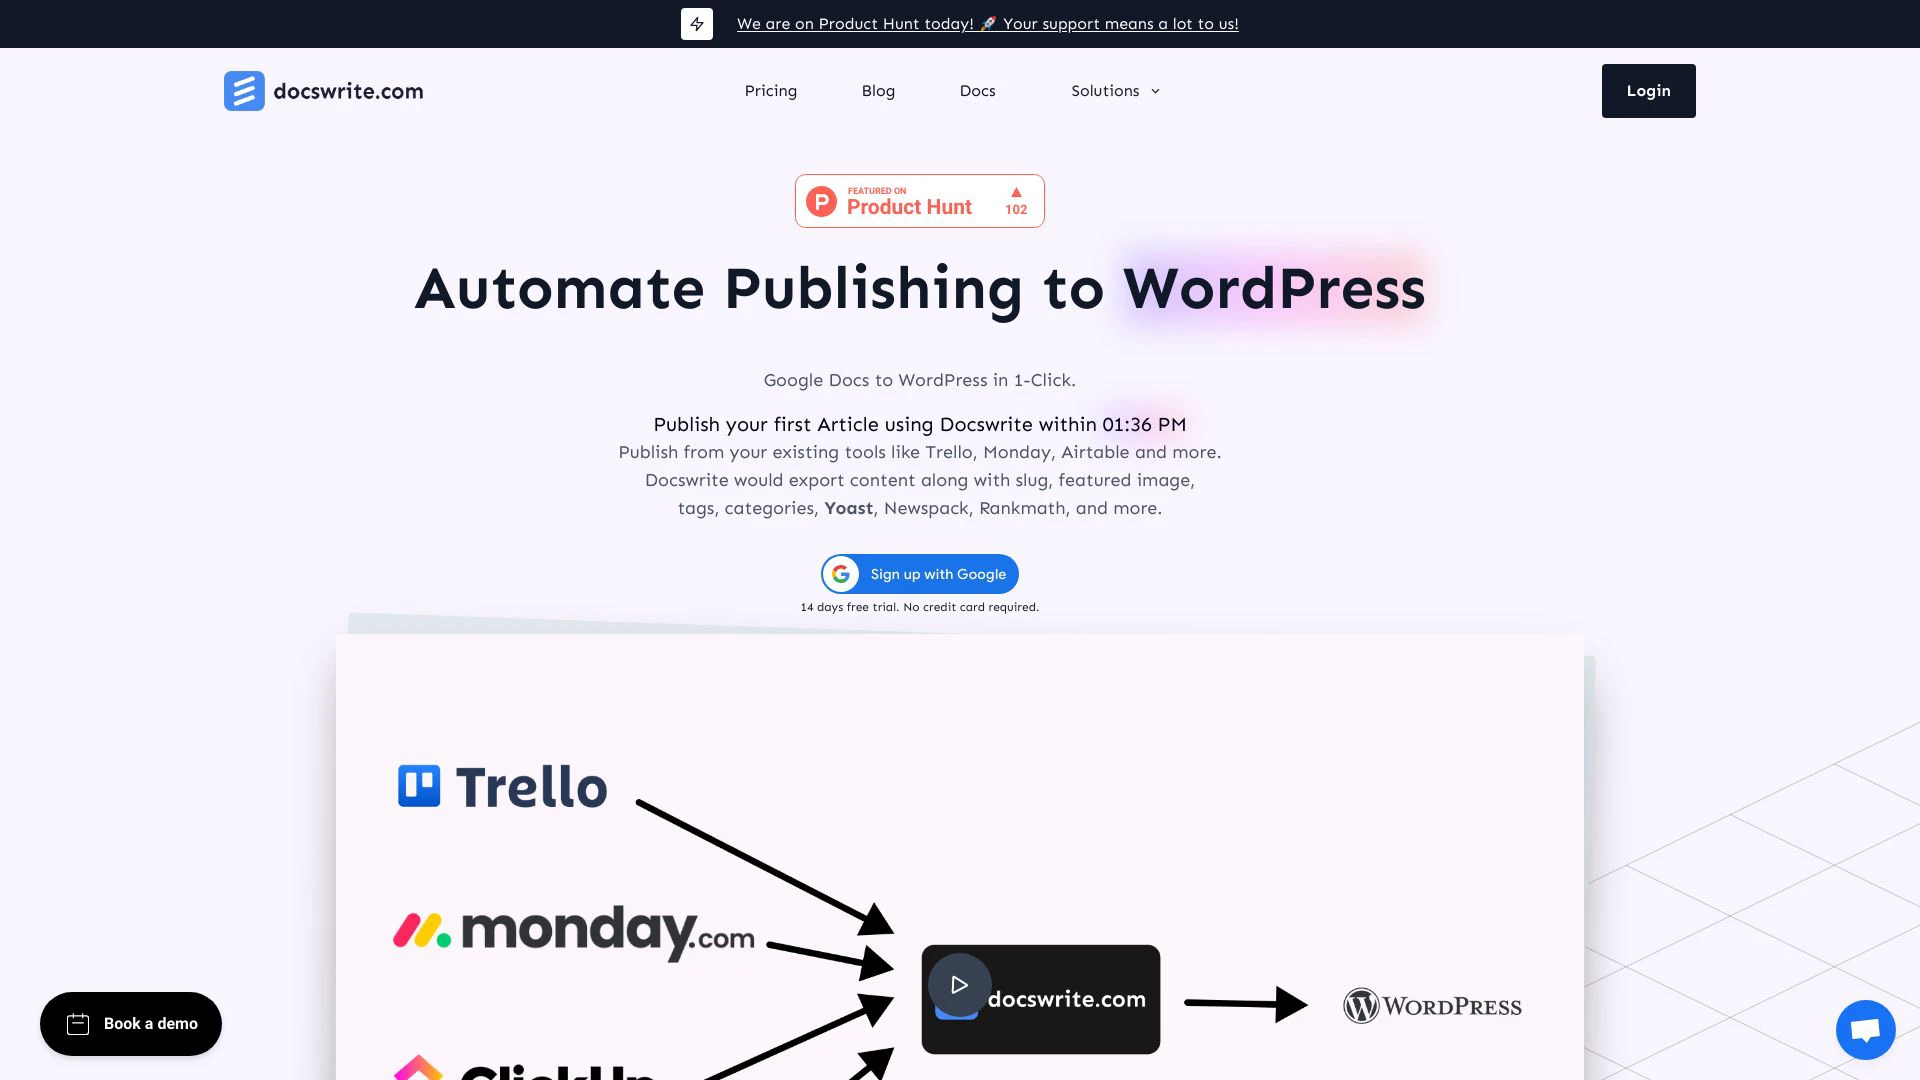 We are on Product Hunt today! 🚀 Your support means a lot to us!
docswrite.com
Pricing
Blog
Docs
Solutions
Login
FEATURED ON
Product Hunt
102
Automate Publishing to WordPress
Google Docs to WordPress in 1-Click.
Publish your first Article using Docswrite within 01:36 PM
Publish from your existing tools like Trello, Monday, Airtable and more.
Docswrite would export content along with slug, featured image,
tags, categories, Yoast, Newspack, Rankmath, and more.
Sign up with Google
14 days free trial. No credit card required.
Trello
monday.com
docswrite.com
WORDPRESS
Book a demo
ClickUp